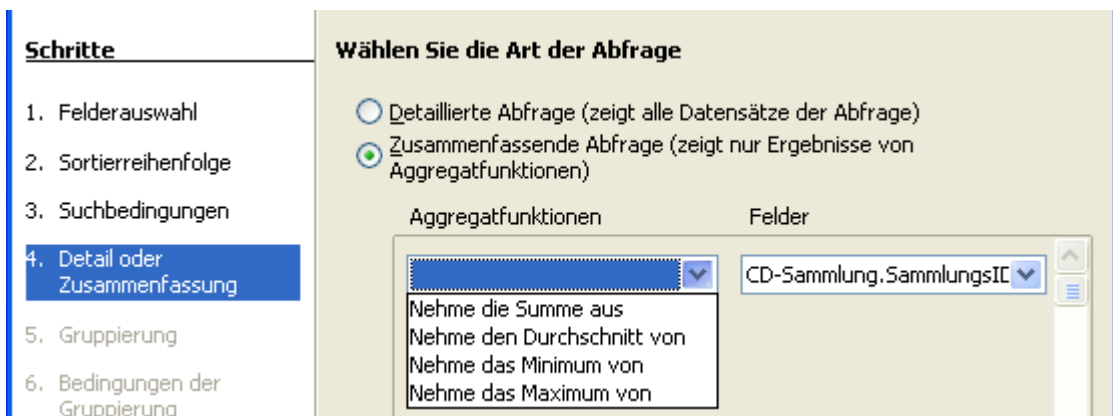 Schritte
1. Felderauswahl
2. Sortierreihenfolge
3. Suchbedingungen
4. Detail oder
Zusammenfassung
5. Gruppierung
6. Bedingungen der
Gruppierung
Wählen Sie die Art der Abfrage
Detaillierte Abfrage (zeigt alle Datensätze der Abfrage)
Zusammenfassende Abfrage (zeigt nur Ergebnisse von
Aggregatfunktionen)
Aggregatfunktionen Felder
CD-Sammlung.SammlungsID
Nehme die Summe aus
Nehme den Durchschnitt von
Nehme das Minimum von
Nehme das Maximum von